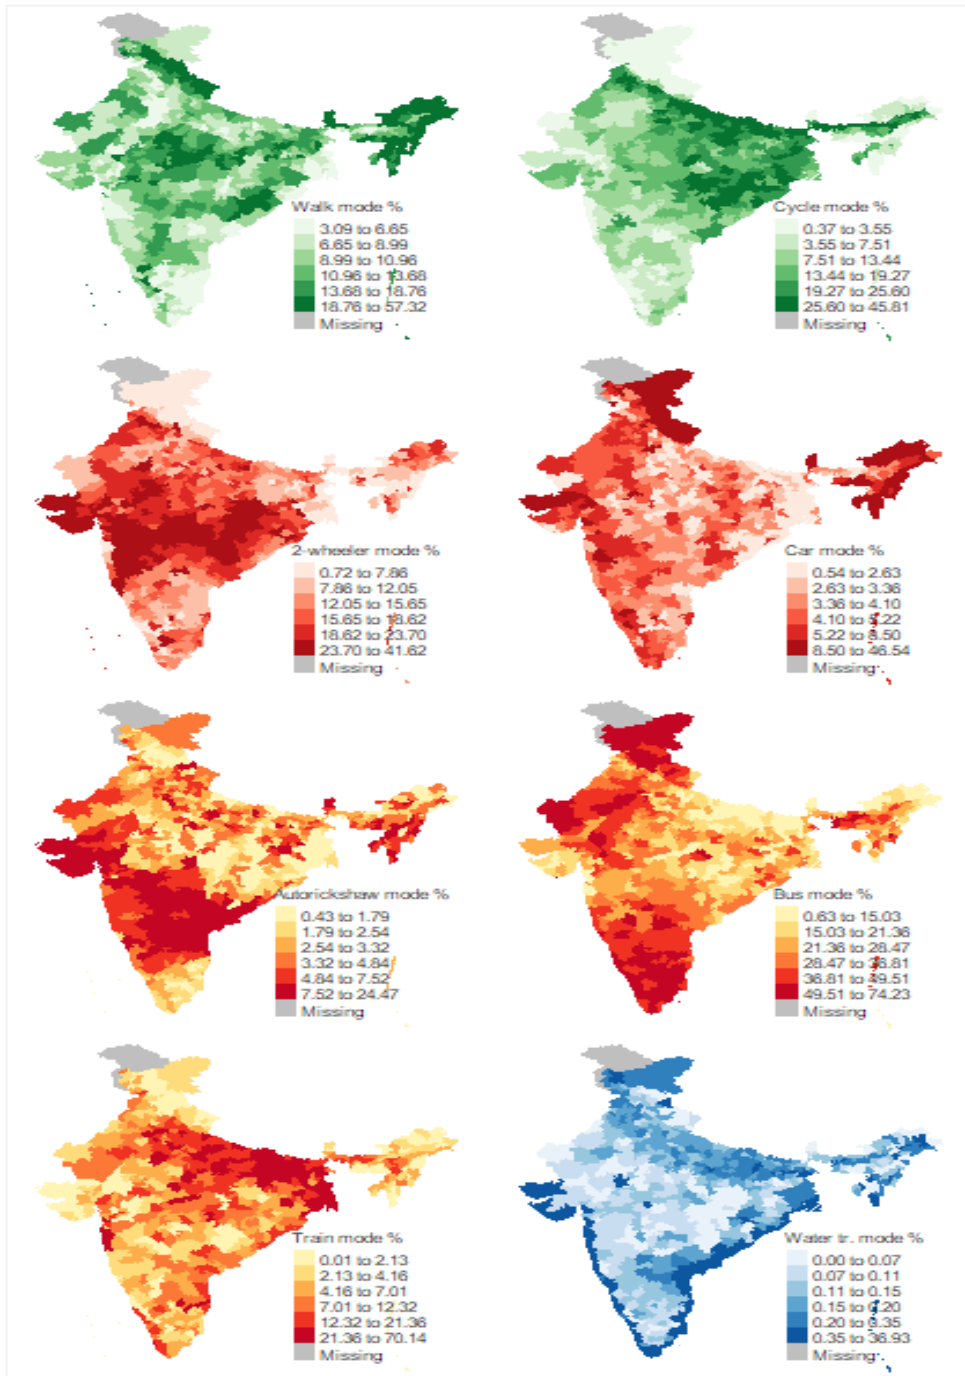 Walk mode %
3.09 to 6.65
6.65 to 8.99
8.99 to 10.96
10.96 to 13.68
13.68 to 18.76
18.76 to 57.32
Missing
Cycle mode %
0.37 to 3.55
3.55 to 7.51
7.51 to 13.44
13.44 to 19.27
19.27 to 25.60
25.60 to 45.81
Missing
2-wheeler mode %
0.72 to 7.86
7.86 to 12.05
12.05 to 15.65
15.65 to 18.62
18.62 to 23.70
23.70 to 41.62
Missing
Car mode %
0.54 to 2.63
2.63 to 3.36
3.36 to 4.10
4.10 to 5.22
5.22 to 8.50
8.50 to 46.54
Missing
Autorickshaw mode %
0.43 to 1.79
1.79 to 2.54
2.54 to 3.32
3.32 to 4.84
4.84 to 7.52
7.52 to 24.47
Missing
Bus mode %
0.63 to 15.03
15.03 to 21.36
21.36 to 28.47
28.47 to 36.81
36.81 to 49.51
49.51 to 74.23
Missing
Train mode %
0.01 to 2.13
2.13 to 4.16
4.16 to 7.01
7.01 to 12.32
12.32 to 21.36
21.36 to 70.14
Missing
Water tr. mode %
0.00 to 0.07
0.07 to 0.11
0.11 to 0.15
0.15 to 0.20
0.20 to 0.35
0.35 to 36.93
Missing